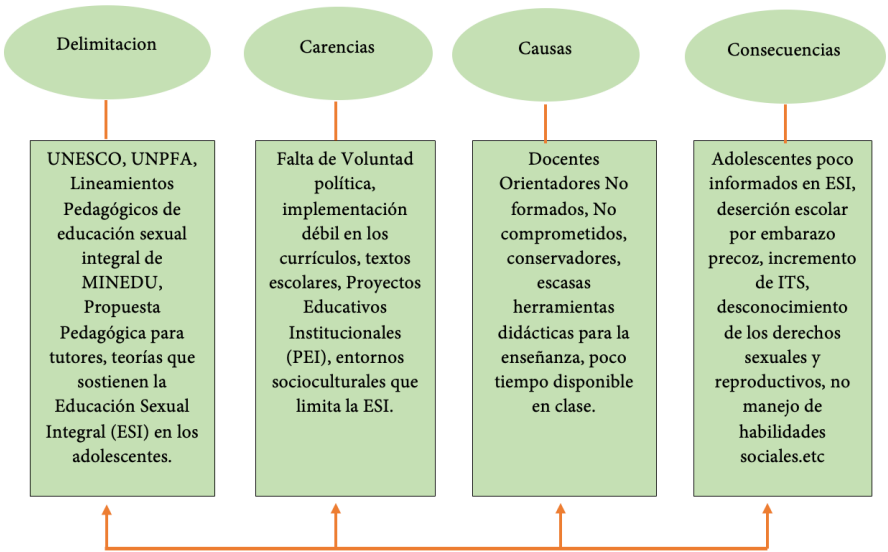 Delimitacion
Carencias
Causas
Consecuencias
UNESCO, UNPFA,
Lineamientos
Pedagógicos de
educación sexual
integral de
MINEDU,
Propuesta
Pedagógica para
tutores, teorías que
sostienen la
Educación Sexual
Integral (ESI) en los
adolescentes.
Falta de Voluntad
política,
implementación
débil en los
currículos, textos
escolares, Proyectos
Educativos
Institucionales
(PEI), entornos
socioculturales que
limita la ESI.
Docentes
Orientadores No
formados, No
comprometidos,
conservadores,
escasas
herramientas
didácticas para la
enseñanza, poco
tiempo disponible
en clase.
Adolescentes poco
informados en ESI,
deserción escolar
por embarazo
precoz, incremento
de ITS,
desconocimiento
de los derechos
sexuales y
reproductivos, no
manejo de
habilidades
sociales.etc